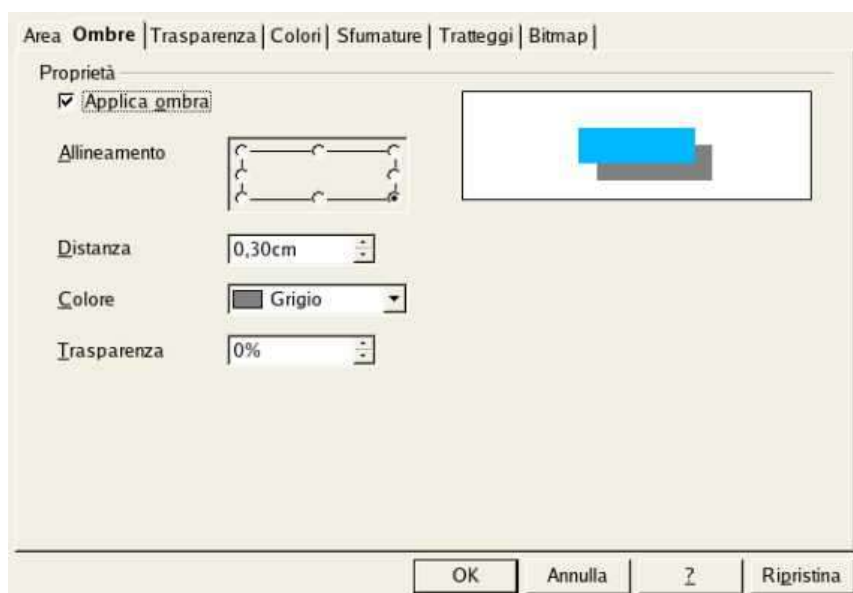 Area Ombre Trasparenza Colori Sfumature Tratteggi Bitmap
Proprietà
Applica ombra
Allineamento
Distanza 0,30cm
Colore Grigio
Trasparenza 0%
OK Annulla ? Ripristina